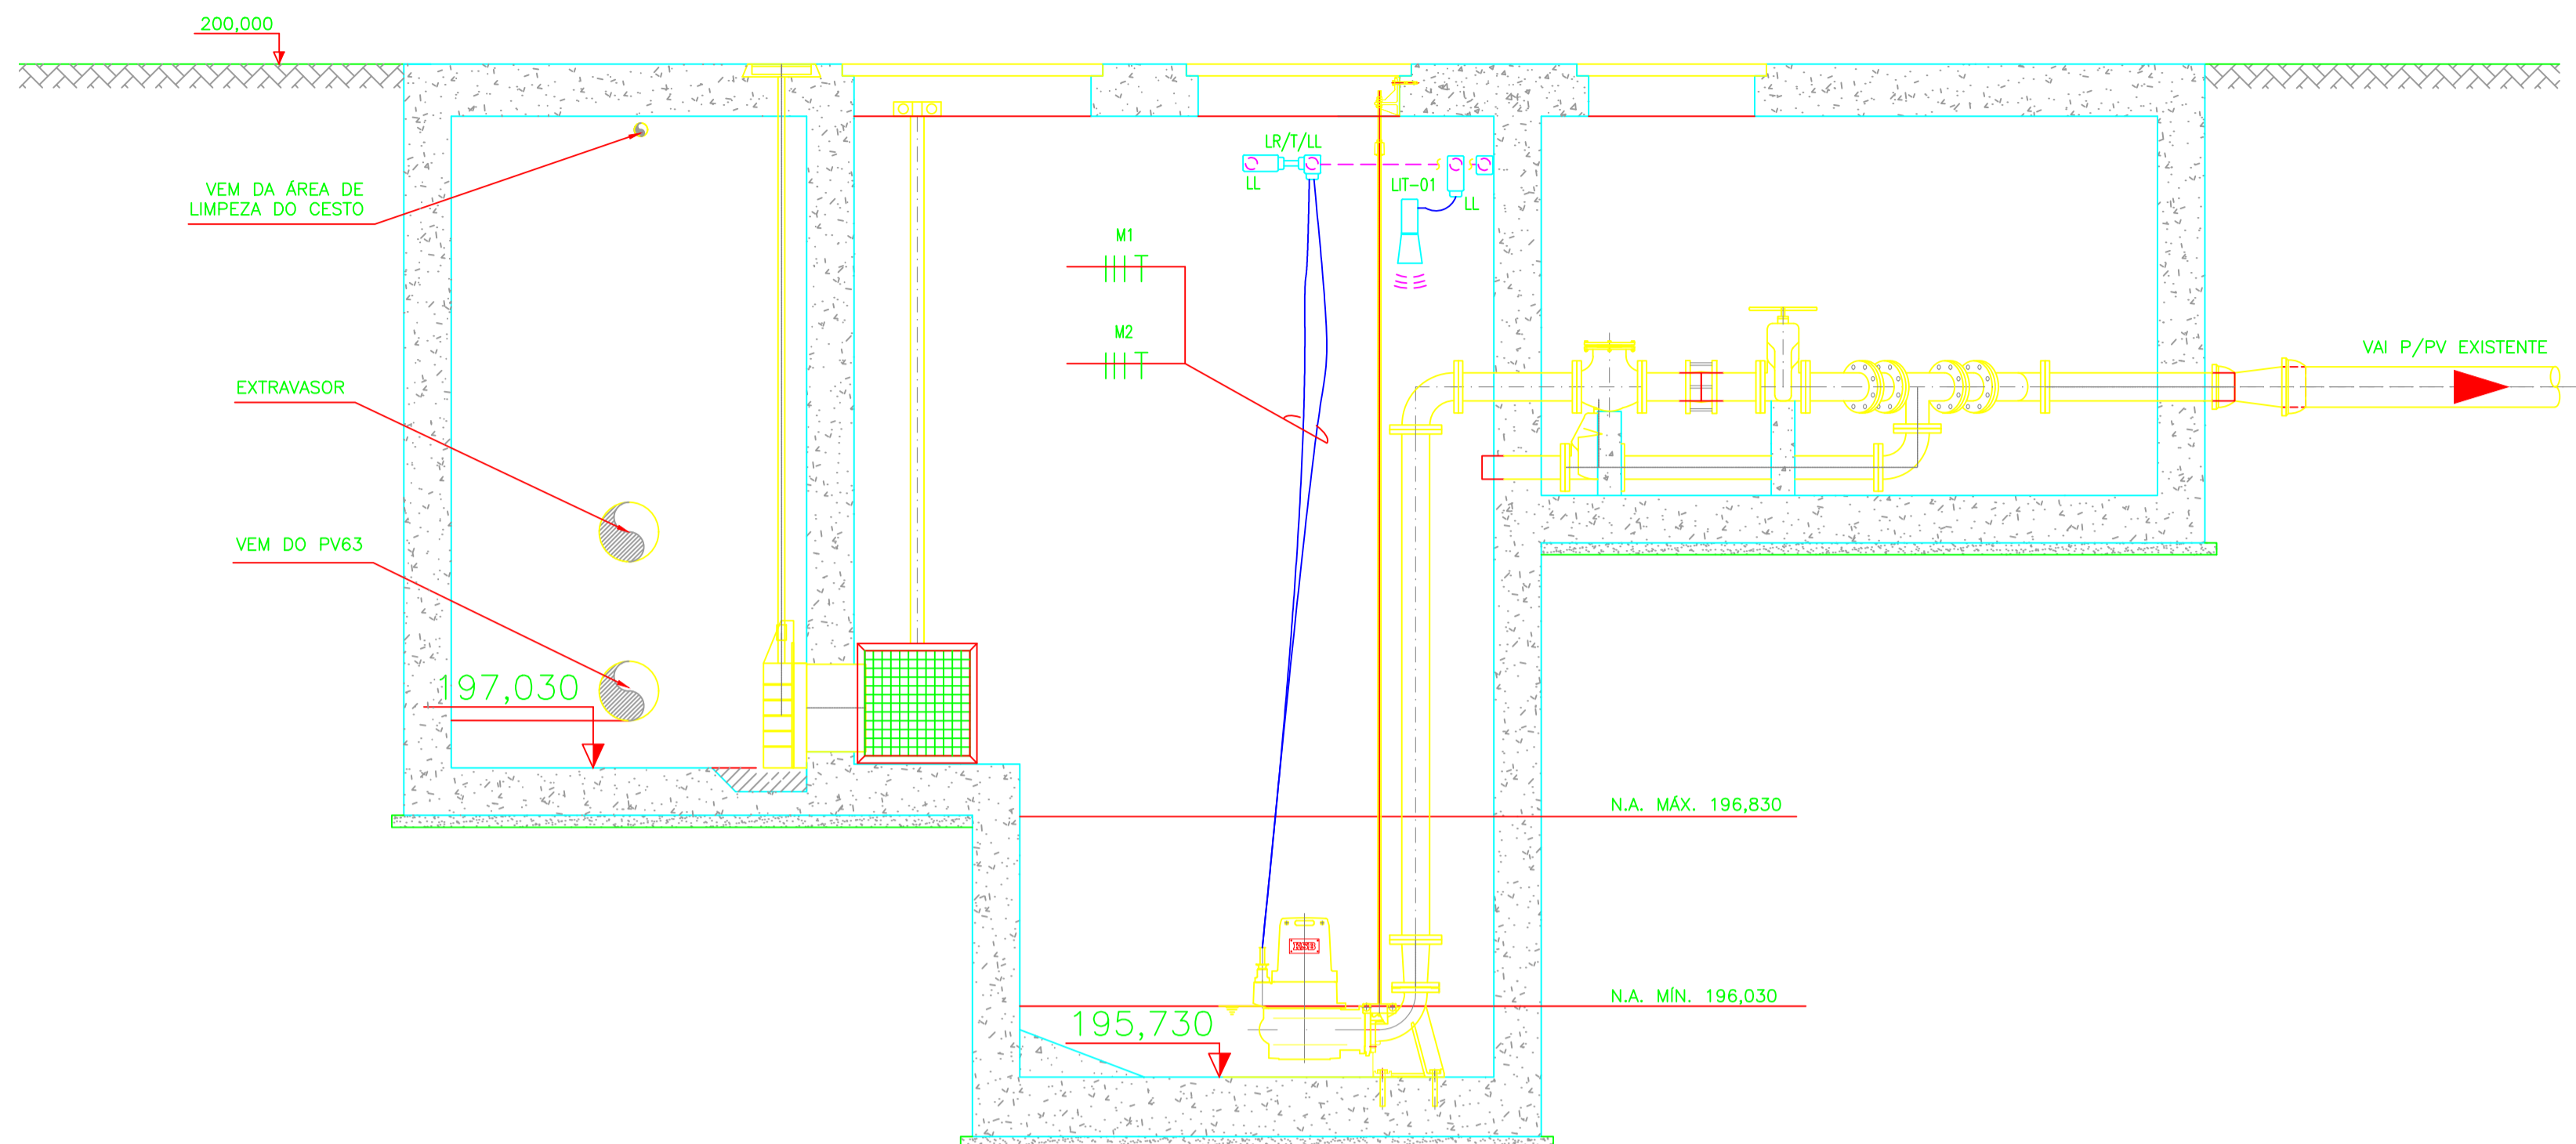 200,000
VEM DA ÁREA DE
LIMPEZA DO CESTO
LR/T/LL
LL
LIT-01
LL
M1
M2
EXTRAVASOR
VAI P/PV EXISTENTE
VEM DO PV63
197,030
N.A. MÁX. 196,830
KSB
N.A. MÍN. 196,030
195,730